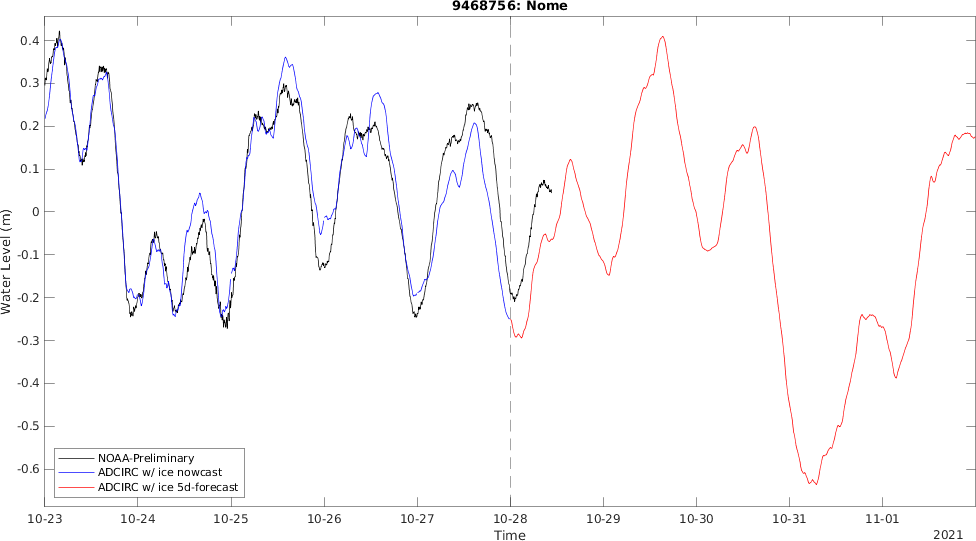 9468756: Nome
Water Level (m)
0.4
0.3
0.2
0.1
0
-0.1
-0.2
-0.3
-0.4
-0.5
-0.6
NOAA-Preliminary
ADCIRC w/ ice nowcast
ADCIRC w/ ice 5d-forecast
10-23 10-24 10-25 10-26 10-27 10-28 10-29 10-30 10-31 11-01
Time
2021